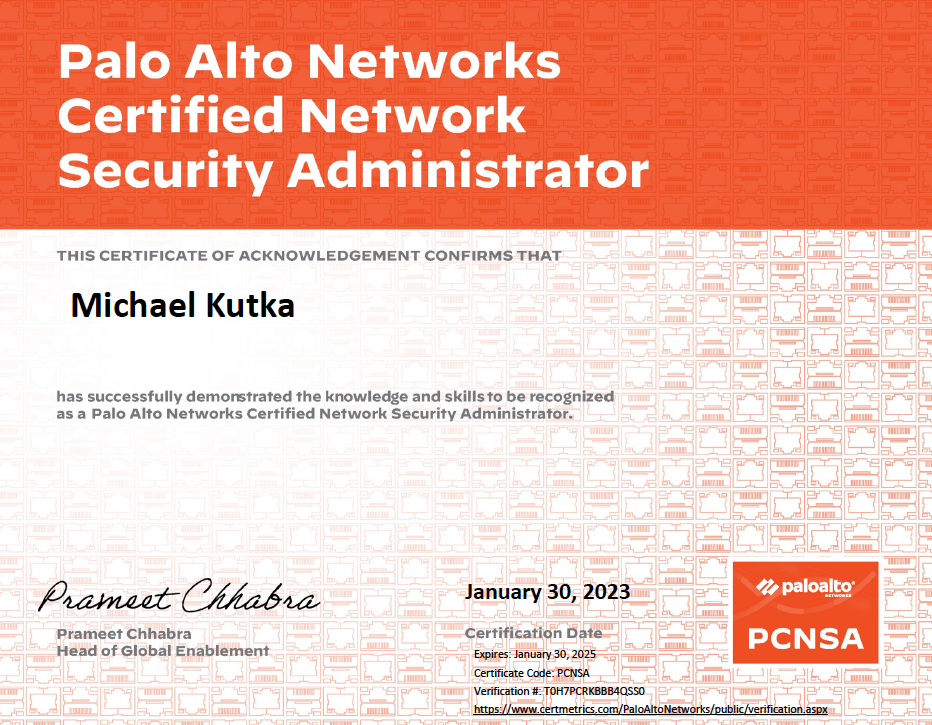 Palo Alto Networks
Certified Network
Security Administrator
THIS CERTIFICATE OF ACKNOWLEDGEMENT CONFIRMS THAT
Michael Kutka
has successfully demonstrated the knowledge and skills to be recognized
as a Palo Alto Networks Certified Network Security Administrator.
Prameet Chhabra
Prameet Chhabra
Head of Global Enablement
January 30, 2023
Certification Date
Expires: January 30, 2025
Certificate Code: PCNSA
Verification #: T0H7PCRKBBB4QSS0
https://www.certmetrics.com/PaloAltoNetworks/public/verification.aspx
paloalto
NETWORKS
PCNSA